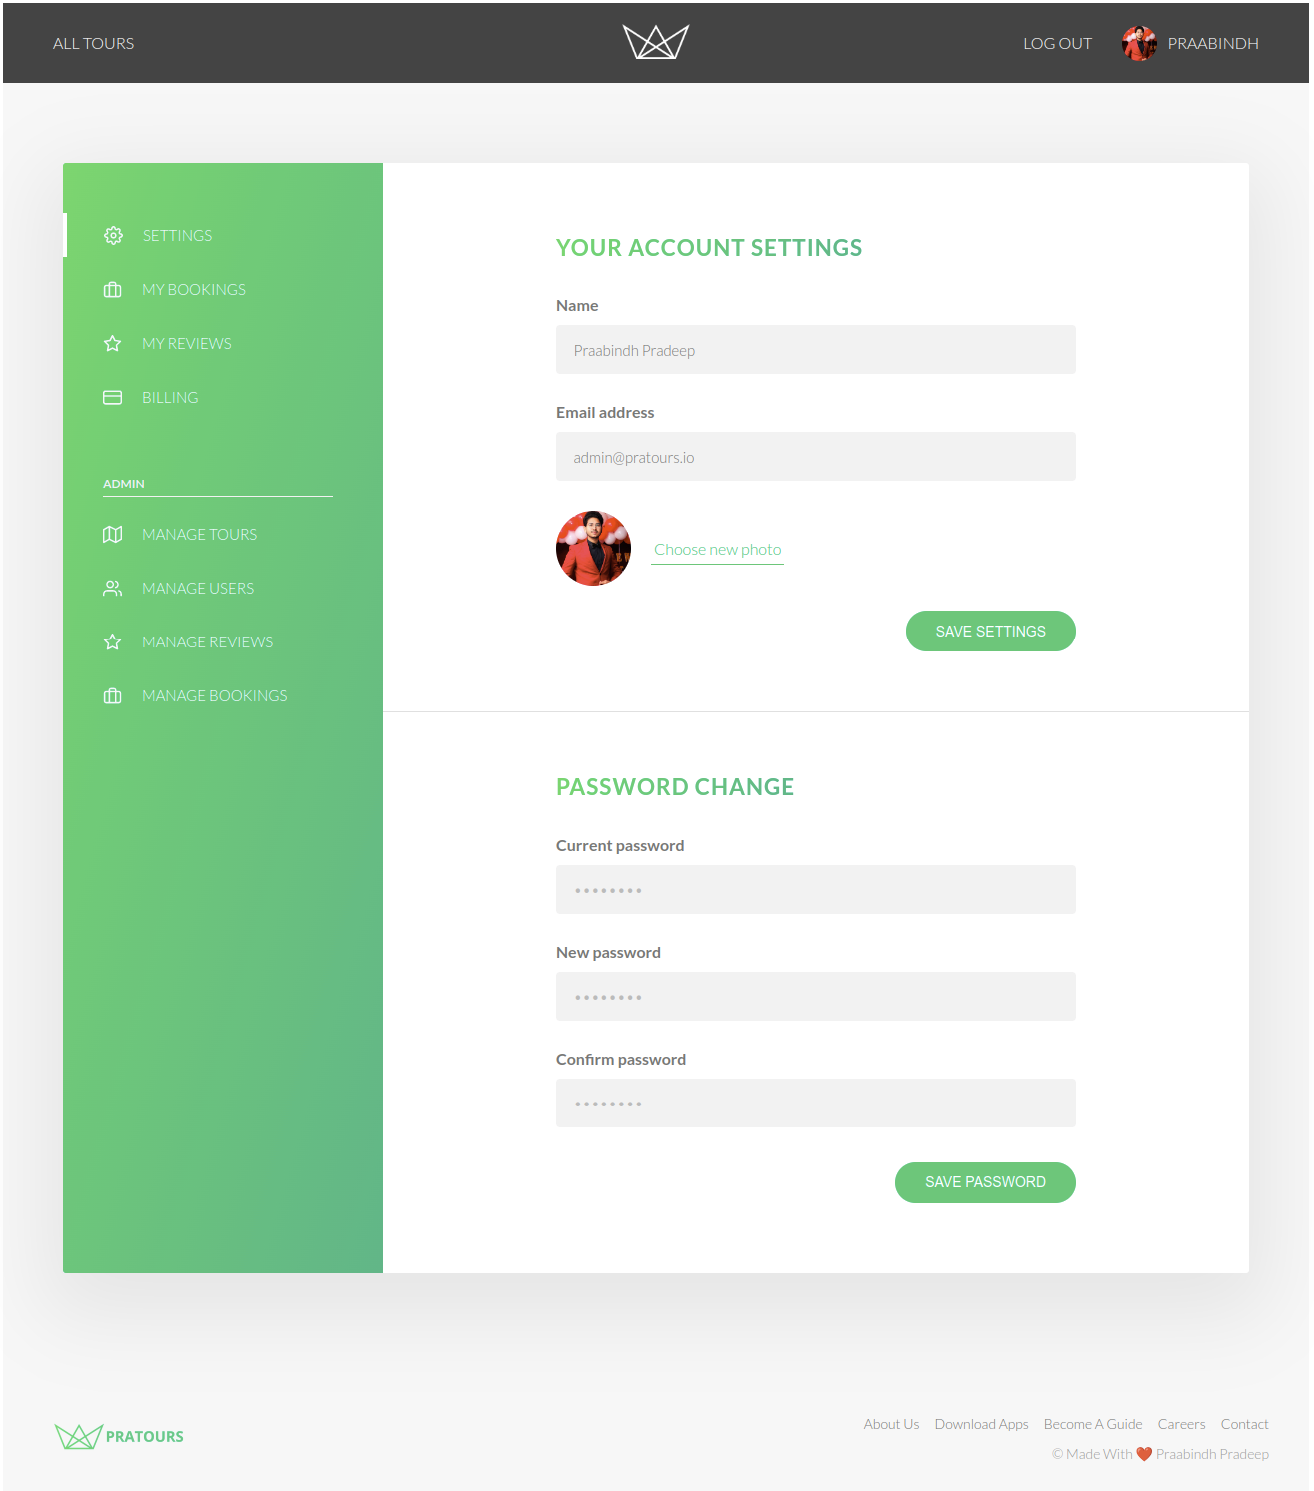 ALL TOURS
LOG OUT
PRAABINDH
SETTINGS
MY BOOKINGS
MY REVIEWS
BILLING
ADMIN
MANAGE TOURS
MANAGE USERS
MANAGE REVIEWS
MANAGE BOOKINGS
YOUR ACCOUNT SETTINGS
Name
Praabindh Pradeep
Email address
admin@pratours.io
Choose new photo
SAVE SETTINGS
PASSWORD CHANGE
Current password
••••••••
New password
••••••••
Confirm password
••••••••
SAVE PASSWORD
PRATOURS
About Us Download Apps Become A Guide Careers Contact
© Made With ❤️ Praabindh Pradeep